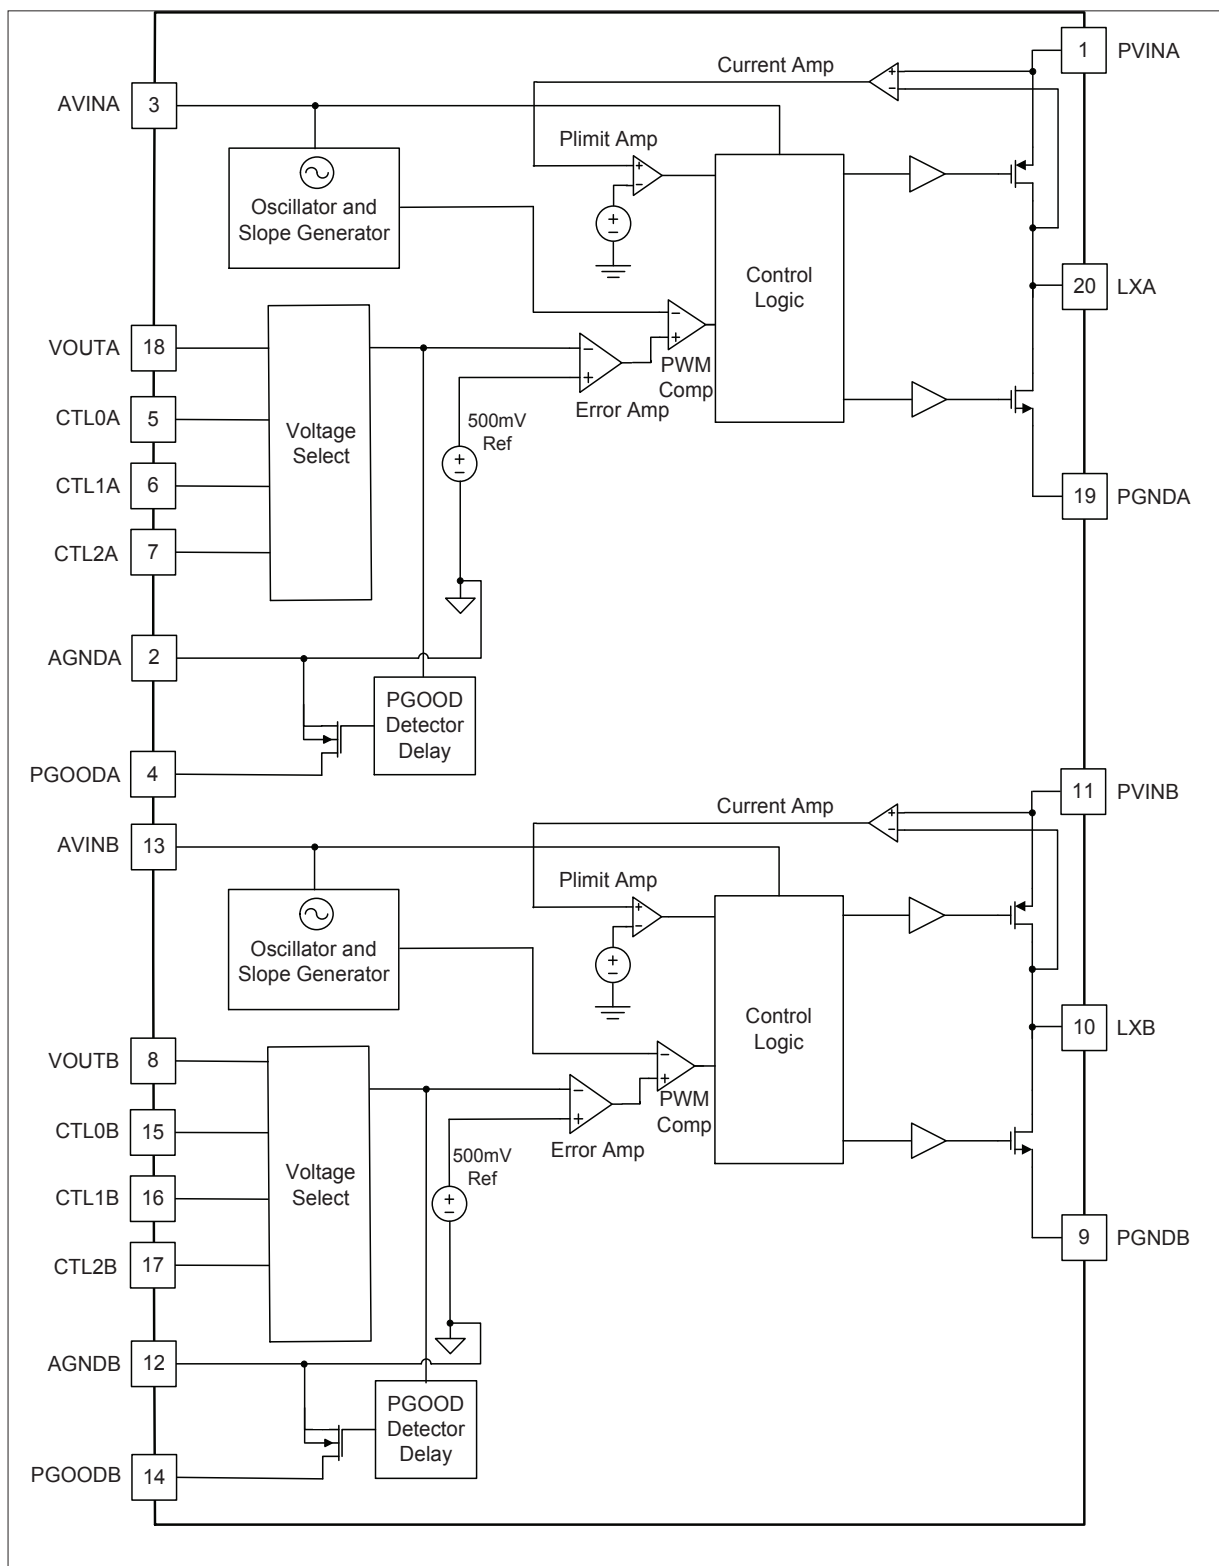 1 PVINA
Current Amp
AVINA 3
Plimit Amp
Oscillator and
Slope Generator
Control
Logic
20 LXA
VOUTA 18
PWM
Comp
Error Amp
CTL0A 5
500mV
Ref
Voltage
Select
CTL1A 6
19 PGNDA
CTL2A 7
AGNDA 2
PGOOD
Detector
Delay
PGOODA 4
11 PVINB
Current Amp
AVINB 13
Plimit Amp
Oscillator and
Slope Generator
Control
Logic
10 LXB
VOUTB 8
PWM
Comp
Error Amp
CTL0B 15
500mV
Ref
Voltage
Select
CTL1B 16
9 PGNDB
CTL2B 17
AGNDB 12
PGOOD
Detector
Delay
PGOODB 14